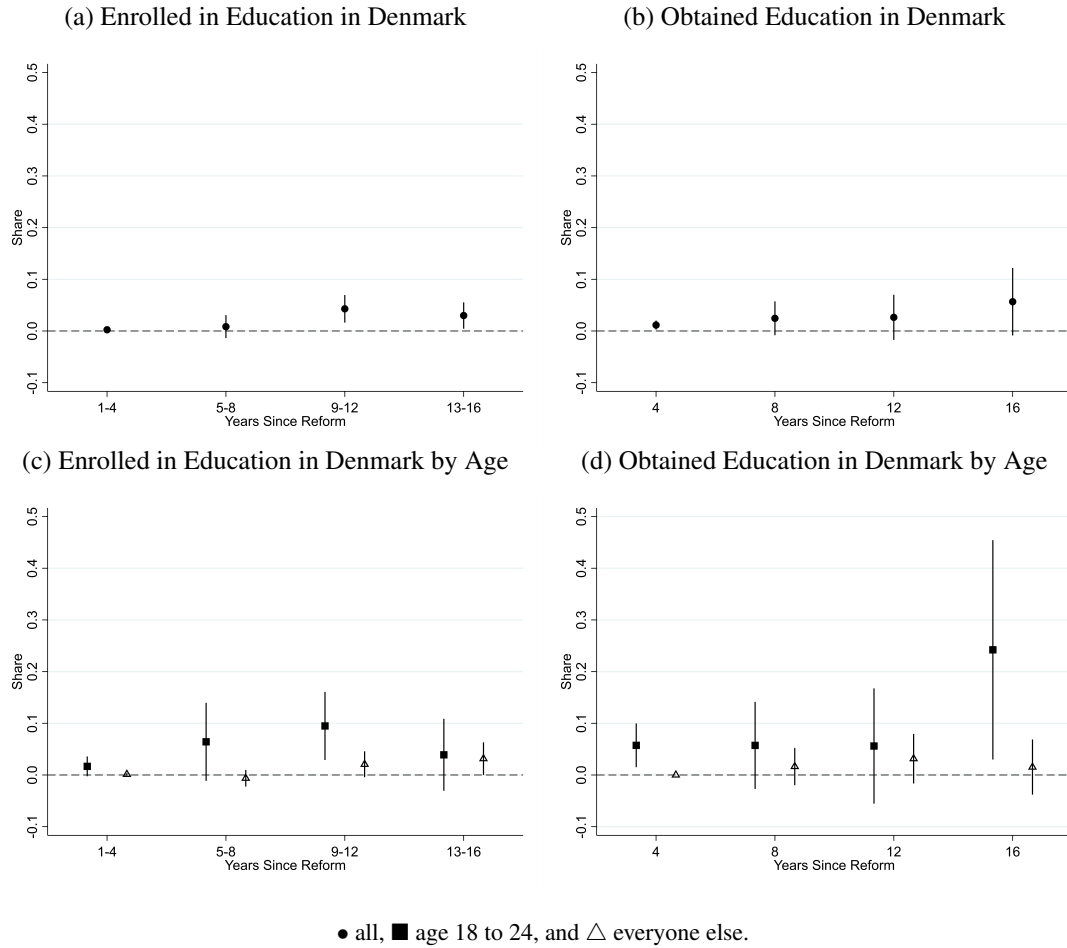 (a) Enrolled in Education in Denmark
0.5
0.4
0.3
0.2
0.1
0.0
-0.1
Share
1-4 5-8 9-12 13-16
Years Since Reform
(b) Obtained Education in Denmark
0.5
0.4
0.3
0.2
0.1
0.0
-0.1
Share
4 8 12 16
Years Since Reform
(c) Enrolled in Education in Denmark by Age
0.5
0.4
0.3
0.2
0.1
0.0
-0.1
Share
1-4 5-8 9-12 13-16
Years Since Reform
(d) Obtained Education in Denmark by Age
0.5
0.4
0.3
0.2
0.1
0.0
-0.1
Share
4 8 12 16
Years Since Reform
● all, ■ age 18 to 24, and △ everyone else.